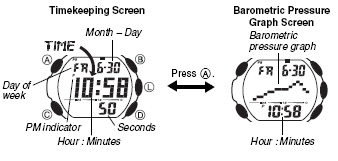 Timekeeping Screen
Month – Day
TIME
A
B
FR 6-30
Day of
week
10:58
L
50
C
D
PM indicator
Seconds
Hour : Minutes
Press A.
Barometric Pressure
Graph Screen
Barometric
pressure graph
FR 6-30
10:58
Hour : Minutes